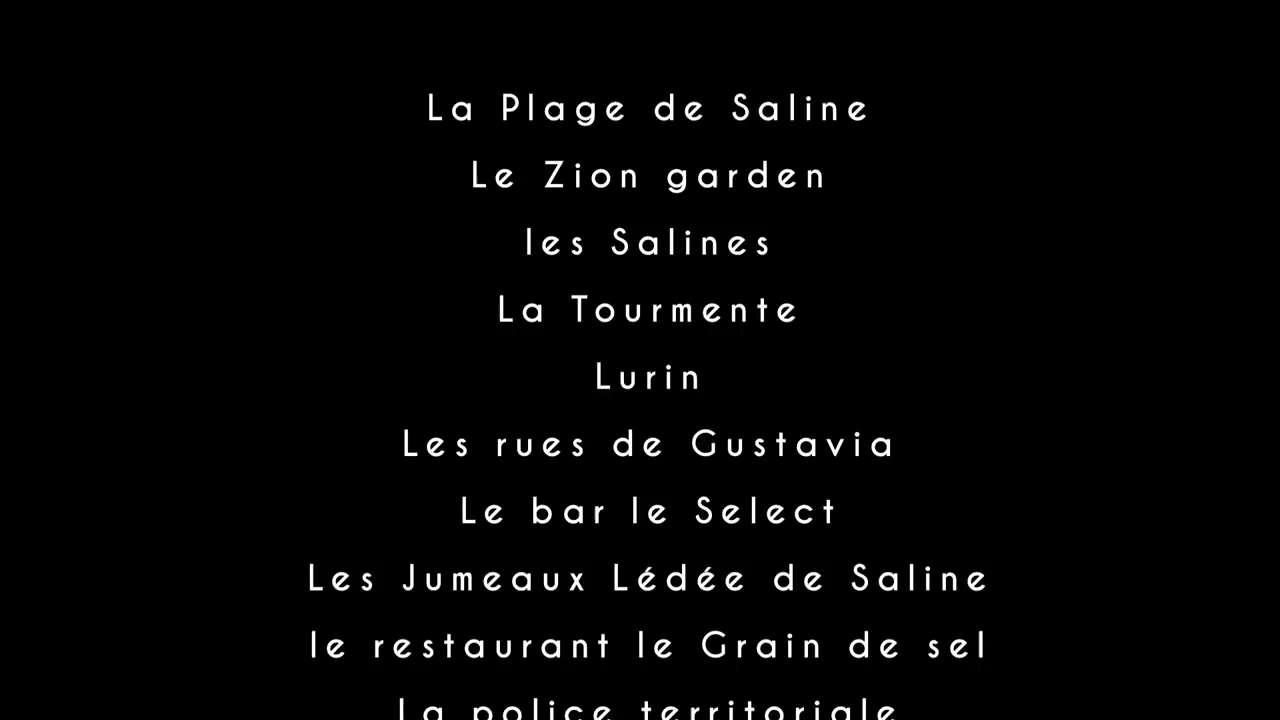 La Plage de Saline
Le Zion garden
les Salines
La Tourmente
Lurin
Les rues de Gustavia
Le bar le Select
Les Jumeaux Lédée de Saline
le restaurant le Grain de sel
La police territoriale